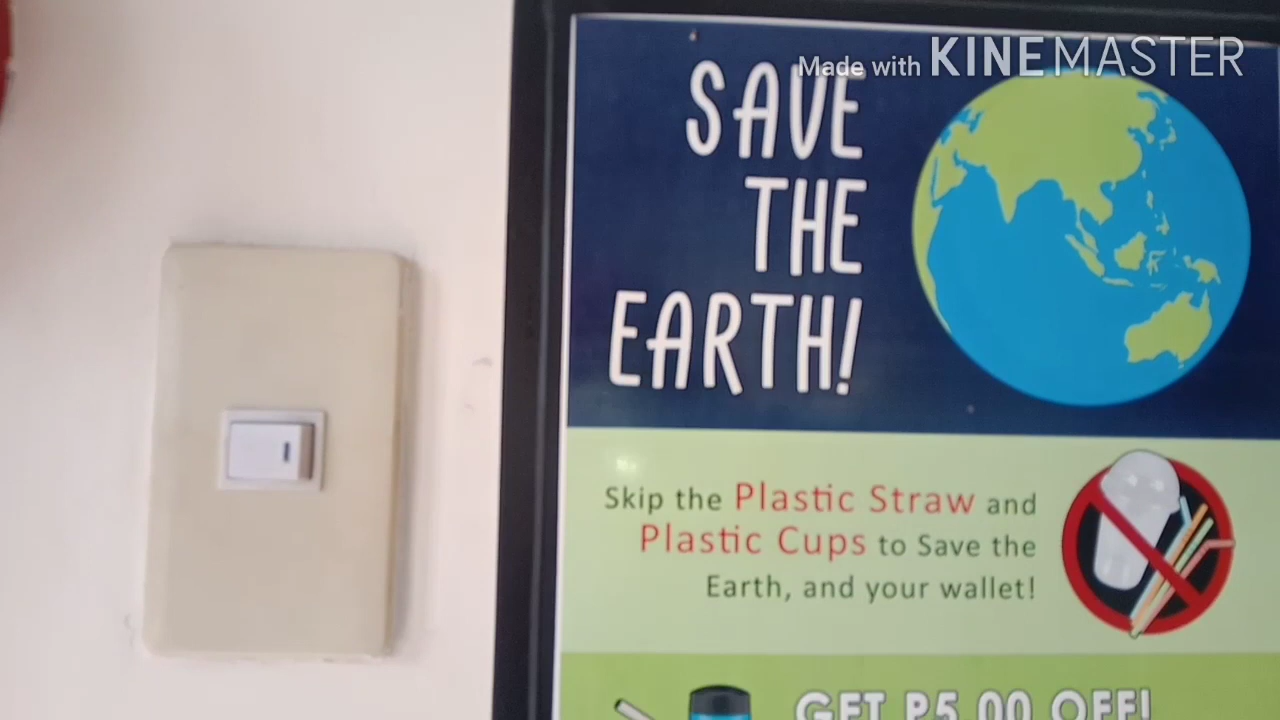 Made with KINEMASTER
SAVE
THE
EARTH!
Skip the Plastic Straw and
Plastic Cups to Save the
Earth, and your wallet!
GET P5.00 OFF!